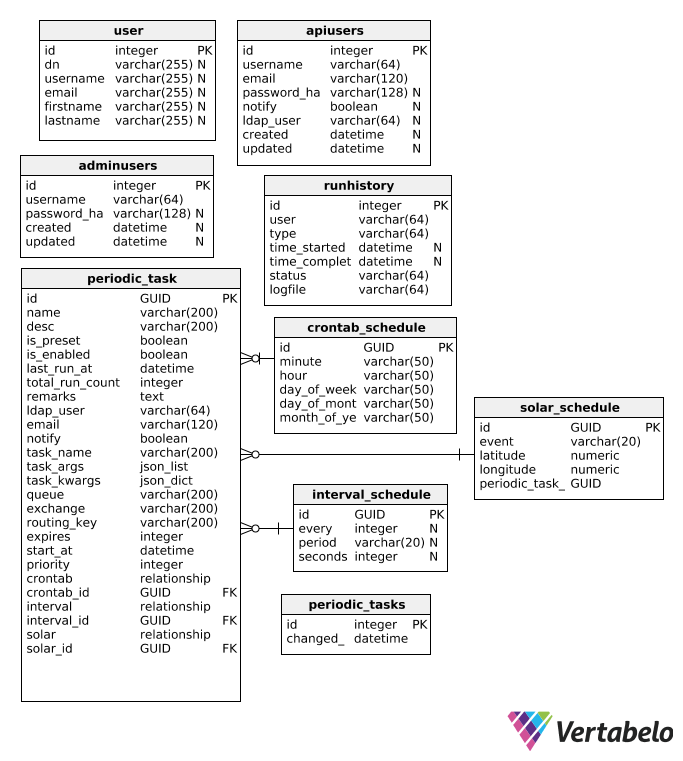 user
id integer PK
dn varchar(255) N
username varchar(255) N
email varchar(255) N
firstname varchar(255) N
lastname varchar(255) N
apiusers
id integer PK
username varchar(64)
email varchar(120)
password_ha varchar(128) N
notify boolean N
ldap_user varchar(64) N
created datetime N
updated datetime N
adminusers
id integer PK
username varchar(64)
password_ha varchar(128) N
created datetime N
updated datetime N
runhistory
id integer PK
user varchar(64)
type varchar(64)
time_started datetime N
time_complet datetime N
status varchar(64)
logfile varchar(64)
periodic_task
id GUID PK
name varchar(200)
desc varchar(200)
is_preset boolean
is_enabled boolean
last_run_at datetime
total_run_count integer
remarks text
ldap_user varchar(64)
email varchar(120)
notify boolean
task_name varchar(200)
task_args json_list
task_kwargs json_dict
queue varchar(200)
exchange varchar(200)
routing_key varchar(200)
expires integer
start_at datetime
priority integer
crontab relationship
crontab_id GUID FK
interval relationship
interval_id GUID FK
solar relationship
solar_id GUID FK
crontab_schedule
id GUID PK
minute varchar(50)
hour varchar(50)
day_of_week varchar(50)
day_of_mont varchar(50)
month_of_ye varchar(50)
solar_schedule
id GUID PK
event varchar(20)
latitude numeric
longitude numeric
periodic_task_ GUID
interval_schedule
id GUID PK
every integer N
period varchar(20) N
seconds integer N
periodic_tasks
id integer PK
changed_ datetime
Vertabelo